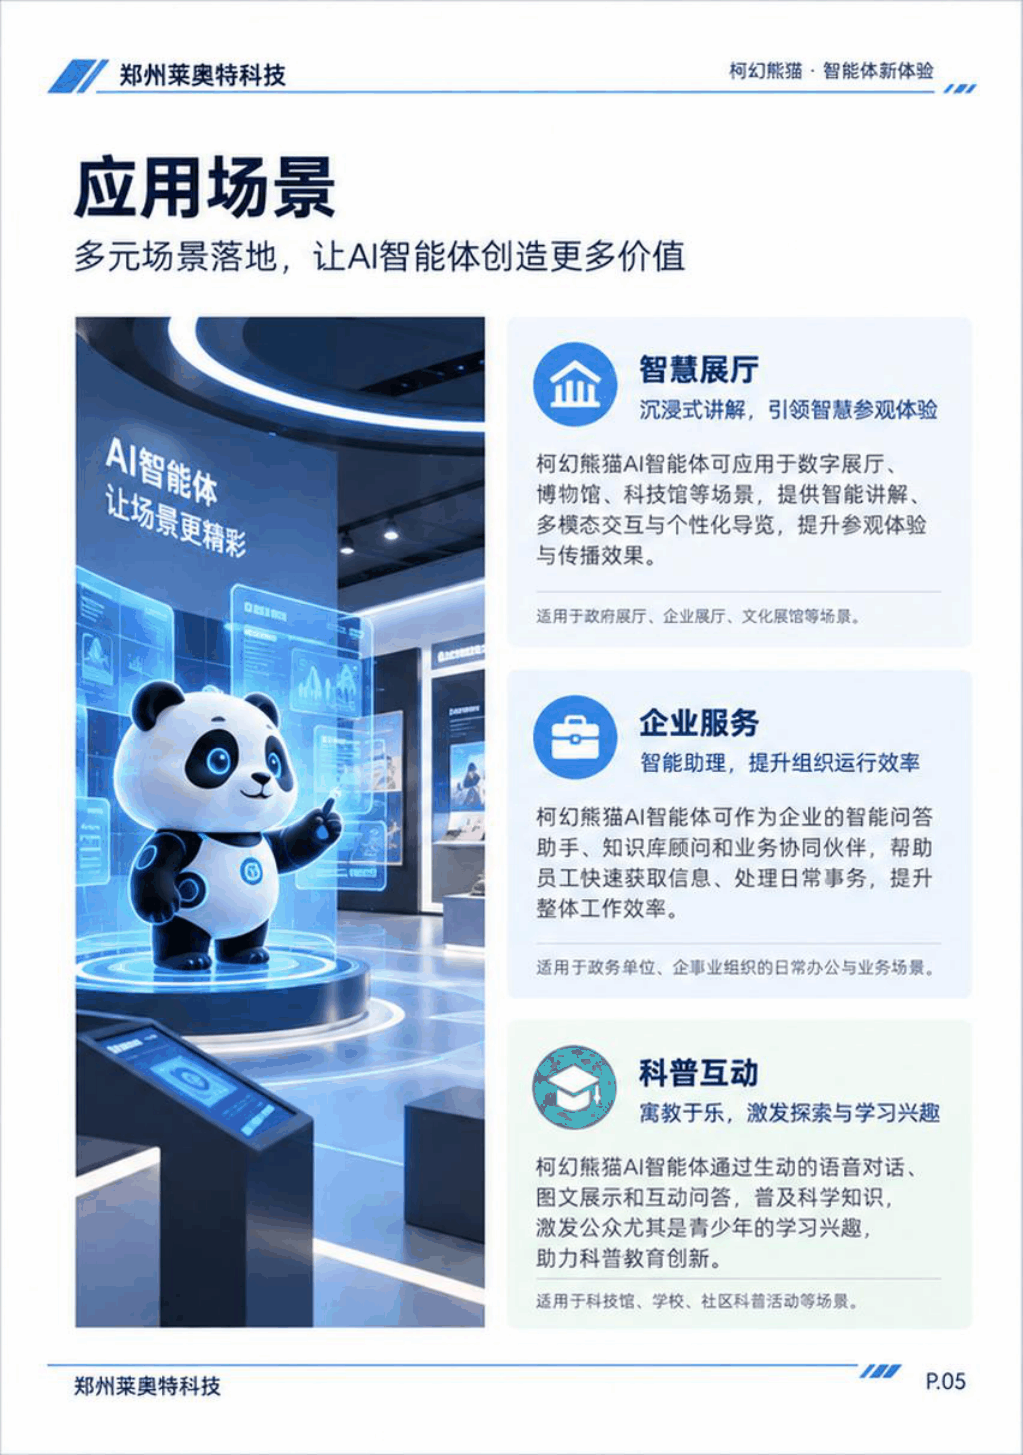 郑州莱奥特科技
柯幻熊猫 · 智能体新体验
应用场景
多元场景落地，让AI智能体创造更多价值
AI智能体
让场景更精彩
智慧展厅
沉浸式讲解，引领智慧参观体验
柯幻熊猫AI智能体可应用于数字展厅、
博物馆、科技馆等场景，提供智能讲解、
多模态交互与个性化导览，提升参观体验
与传播效果。
适用于政府展厅、企业展厅、文化展馆等场景。
企业服务
智能助理，提升组织运行效率
柯幻熊猫AI智能体可作为企业的智能问答
助手、知识库顾问和业务协同伙伴，帮助
员工快速获取信息、处理日常事务，提升
整体工作效率。
适用于政务单位、企事业组织的日常办公与业务场景。
科普互动
寓教于乐，激发探索与学习兴趣
柯幻熊猫AI智能体通过生动的语音对话、
图文展示和互动问答，普及科学知识，
激发公众尤其是青少年的学习兴趣，
助力科普教育创新。
适用于科技馆、学校、社区科普活动等场景。
郑州莱奥特科技
P.05